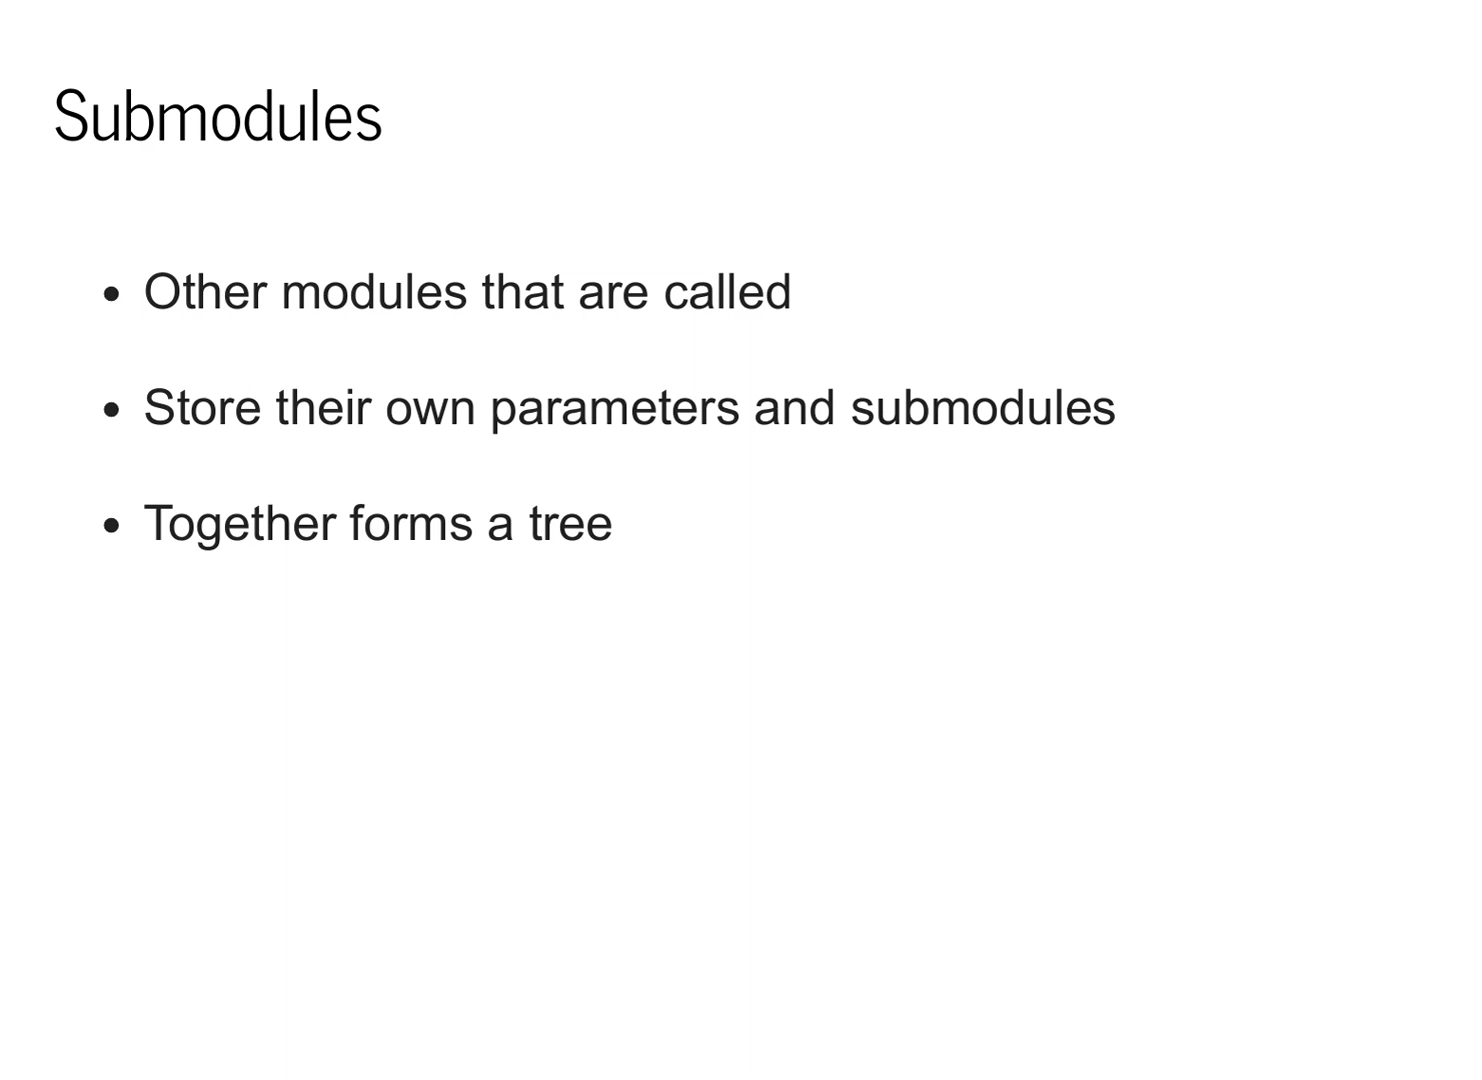 Submodules
• Other modules that are called
• Store their own parameters and submodules
• Together forms a tree